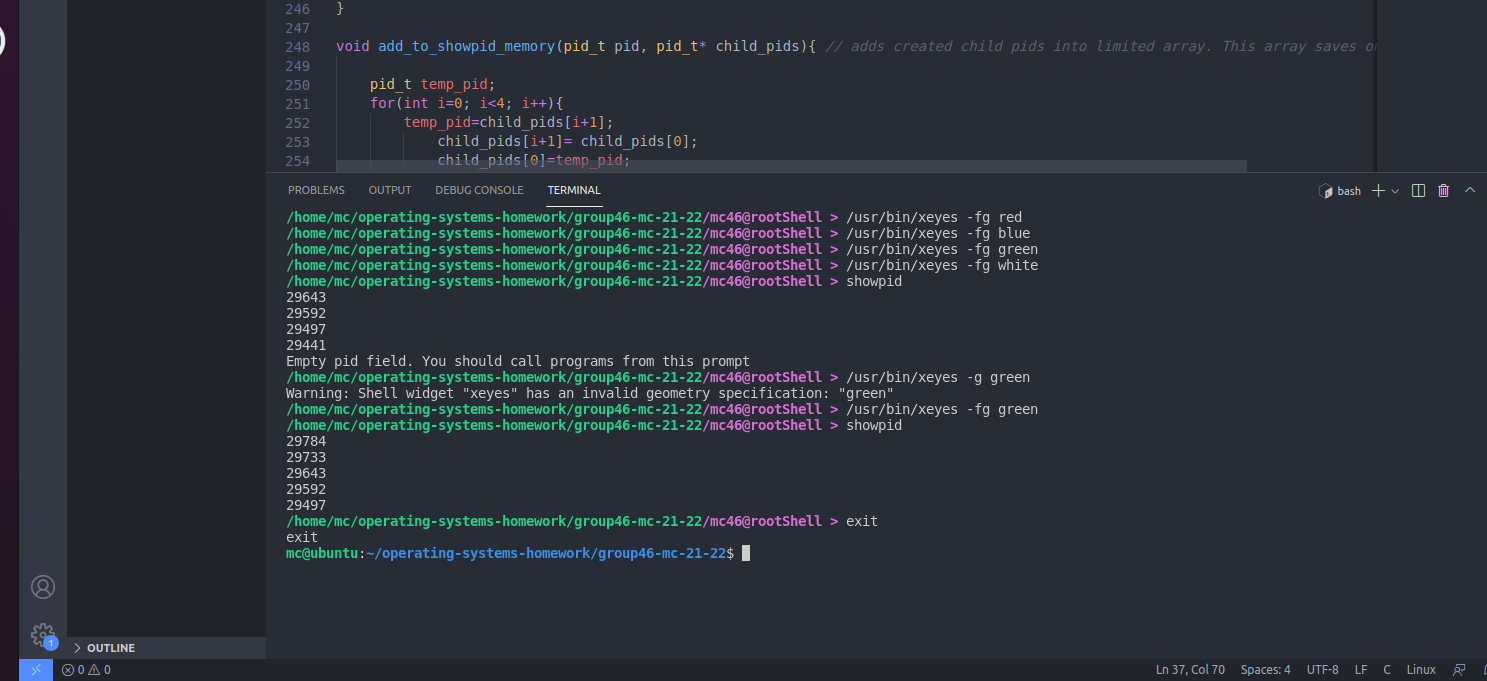 246 }
247
248 void add_to_showpid_memory(pid_t pid, pid_t* child_pids){ // adds created child pids into limited array. This array saves
249
250 pid_t temp_pid;
251 for(int i=0; i<4; i++){
252 temp_pid=child_pids[i+1];
253 child_pids[i+1]= child_pids[0];
254 child_pids[0]=temp_pid;
PROBLEMS OUTPUT DEBUG CONSOLE TERMINAL bash
/home/mc/operating-systems-homework/group46-mc-21-22/mc46@rootShell > /usr/bin/xeyes -fg red
/home/mc/operating-systems-homework/group46-mc-21-22/mc46@rootShell > /usr/bin/xeyes -fg blue
/home/mc/operating-systems-homework/group46-mc-21-22/mc46@rootShell > /usr/bin/xeyes -fg green
/home/mc/operating-systems-homework/group46-mc-21-22/mc46@rootShell > /usr/bin/xeyes -fg white
/home/mc/operating-systems-homework/group46-mc-21-22/mc46@rootShell > showpid
29643
29592
29497
29441
Empty pid field. You should call programs from this prompt
/home/mc/operating-systems-homework/group46-mc-21-22/mc46@rootShell > /usr/bin/xeyes -g green
Warning: Shell widget "xeyes" has an invalid geometry specification: "green"
/home/mc/operating-systems-homework/group46-mc-21-22/mc46@rootShell > /usr/bin/xeyes -fg green
/home/mc/operating-systems-homework/group46-mc-21-22/mc46@rootShell > showpid
29784
29733
29643
29592
29497
/home/mc/operating-systems-homework/group46-mc-21-22/mc46@rootShell > exit
exit
mc@ubuntu:~/operating-systems-homework/group46-mc-21-22$
1
OUTLINE
0 0 Ln 37, Col 70 Spaces: 4 UTF-8 LF C Linux